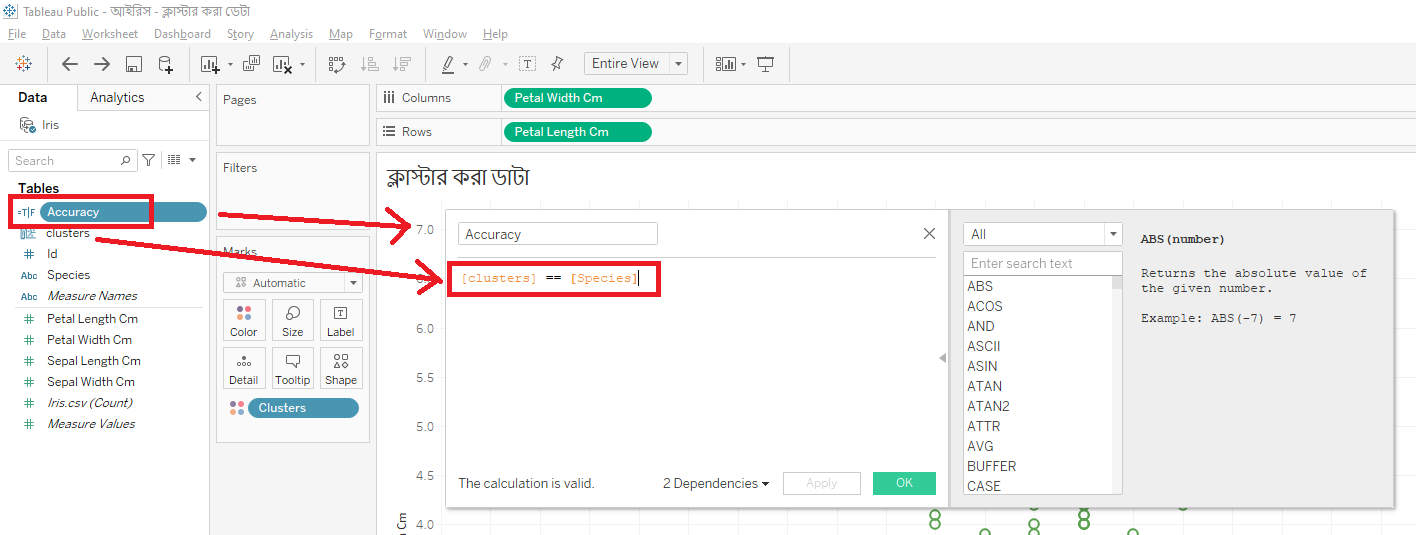 Tableau Public - আইরিস - ক্লাস্টার করা ডেটা
File Data Worksheet Dashboard Story Analysis Map Format Window Help
Entire View
Data Analytics
Iris
Search
Tables
=T|F Accuracy
clusters
Id
Abc Species
Abc Measure Names
Petal Length Cm
Petal Width Cm
Sepal Length Cm
Sepal Width Cm
Iris.csv (Count)
Measure Values
Pages
Filters
Marks
Automatic
Color Size Label
Detail Tooltip Shape
Clusters
Columns Petal Width Cm
Rows Petal Length Cm
ক্লাস্টার করা ডাটা
7.0
6.0
5.5
5.0
4.5
4.0
Cm
Accuracy
[clusters] == [Species]
The calculation is valid. 2 Dependencies Apply OK
All
Enter search text
ABS
ACOS
AND
ASCII
ASIN
ATAN
ATAN2
ATTR
AVG
BUFFER
CASE
ABS(number)
Returns the absolute value of
the given number.
Example: ABS(-7) = 7